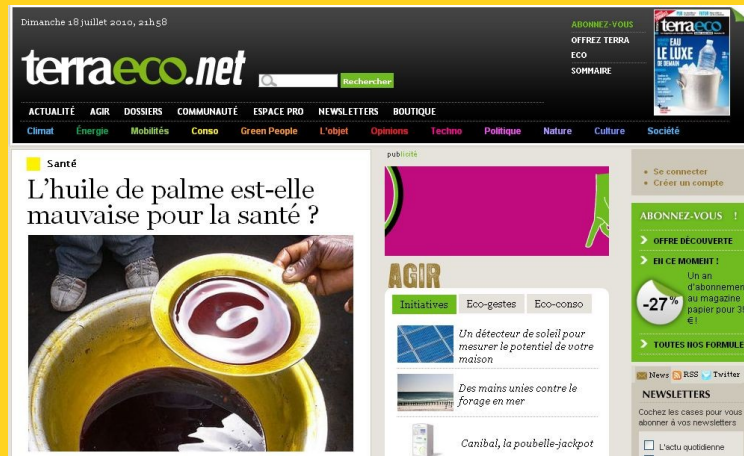 Dimanche 18 juillet 2010, 21h58
ABONNEZ-VOUS
OFFREZ TERRA
ECO
SOMMAIRE
terraeco
EAU
LE LUXE
DE DEMAIN
terraeco.net
Rechercher
ACTUALITÉ AGIR DOSSIERS COMMUNAUTÉ ESPACE PRO NEWSLETTERS BOUTIQUE
Climat Énergie Mobilités Conso Green People L'objet Opinions Techno Politique Nature Culture Société
Santé
L'huile de palme est-elle
mauvaise pour la santé ?
publicité
AGIR
Initiatives Eco-gestes Eco-conso
Un détecteur de soleil pour
mesurer le potentiel de votre
maison
Des mains unies contre le
forage en mer
Canibal, la poubelle-jackpot
Se connecter
Créer un compte
ABONNEZ-VOUS !
OFFRE DÉCOUVERTE
EN CE MOMENT !
-27%
Un an
d'abonnemen
au magazine
papier pour
€ !
TOUTES NOS FORMULE
News RSS Twitter
NEWSLETTERS
Cochez les cases pour vous
abonner à vos newsletters
L'actu quotidienne